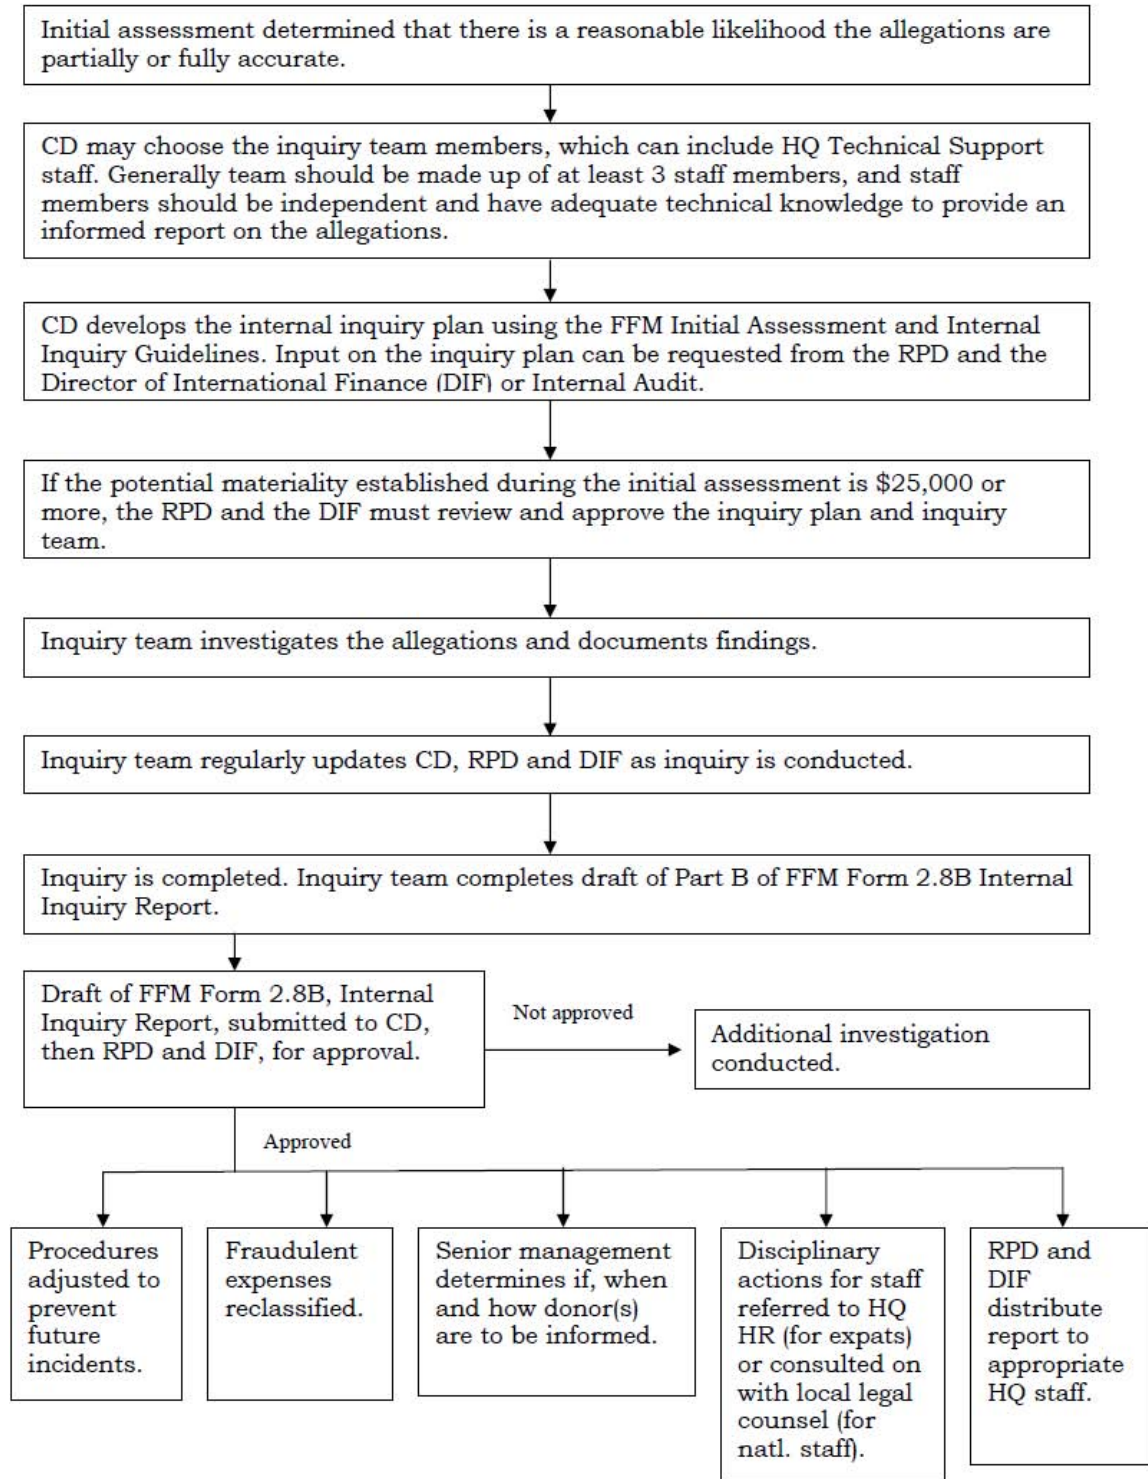 Initial assessment determined that there is a reasonable likelihood the allegations are
partially or fully accurate.
CD may choose the inquiry team members, which can include HQ Technical Support
staff. Generally team should be made up of at least 3 staff members, and staff
members should be independent and have adequate technical knowledge to provide an
informed report on the allegations.
CD develops the internal inquiry plan using the FFM Initial Assessment and Internal
Inquiry Guidelines. Input on the inquiry plan can be requested from the RPD and the
Director of International Finance (DIF) or Internal Audit.
If the potential materiality established during the initial assessment is $25,000 or
more, the RPD and the DIF must review and approve the inquiry plan and inquiry
team.
Inquiry team investigates the allegations and documents findings.
Inquiry team regularly updates CD, RPD and DIF as inquiry is conducted.
Inquiry is completed. Inquiry team completes draft of Part B of FFM Form 2.8B Internal
Inquiry Report.
Draft of FFM Form 2.8B, Internal
Inquiry Report, submitted to CD,
then RPD and DIF, for approval.
Not approved
Additional investigation
conducted.
Approved
Procedures
adjusted to
prevent
future
incidents.
Fraudulent
expenses
reclassified.
Senior management
determines if, when
and how donor(s)
are to be informed.
Disciplinary
actions for staff
referred to HQ
HR (for expats)
or consulted on
with local legal
counsel (for
natl. staff).
RPD and
DIF
distribute
report to
appropriate
HQ staff.